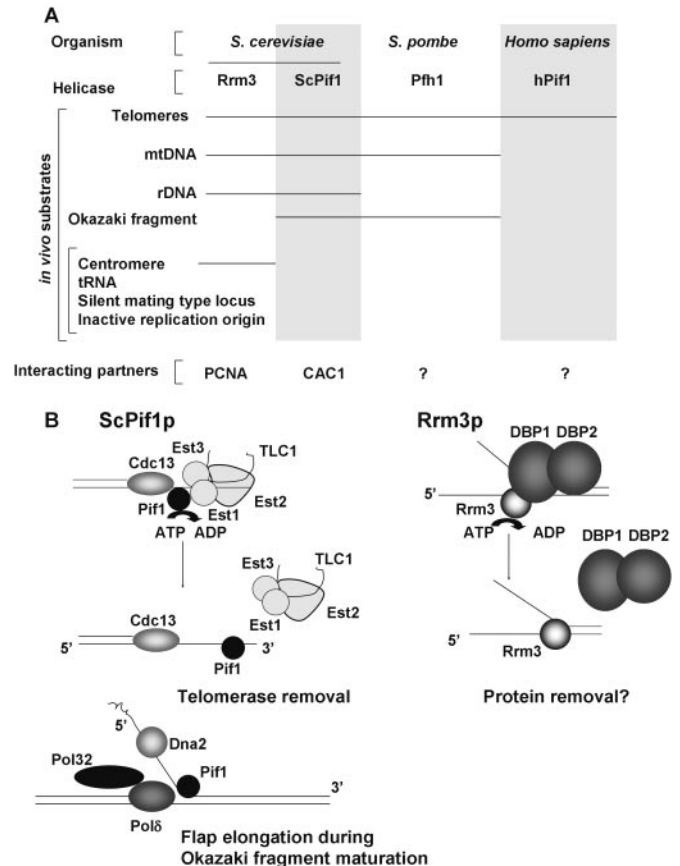 A
Organism S. cerevisiae S. pombe Homo sapiens
Helicase Rrm3 ScPif1 Pfh1 hPif1
Telomeres
mtDNA
rDNA
Okazaki fragment
in vivo substrates
Centromere
tRNA
Silent mating type locus
Inactive replication origin
Interacting partners PCNA CAC1 ? ?
B ScPif1p
Est3 TLC1
Cdc13
Pif1 Est1 Est2
ATP ADP
Est3 TLC1
Est1 Est2
Cdc13
5' 3'
Pif1
Telomerase removal
5'
Dna2
Pol32 Pif1
3'
Polδ
Flap elongation during
Okazaki fragment maturation
Rrm3p
DBP1 DBP2
5'
Rrm3
ATP ADP
DBP1 DBP2
5'
Rrm3
Protein removal?